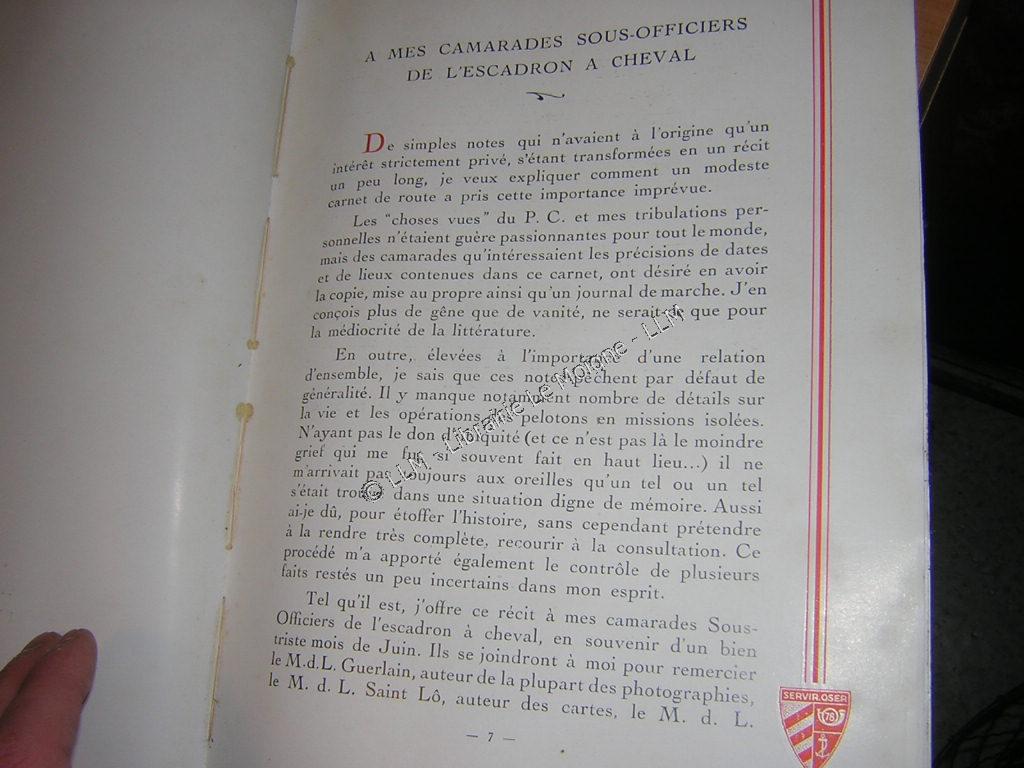 A MES CAMARADES SOUS-OFFICIERS
DE L'ESCADRON A CHEVAL
De simples notes qui n'avaient à l'origine qu'un
intérêt strictement privé, s'étant transformées en un récit
un peu long, je veux expliquer comment un modeste
carnet de route a pris cette importance imprévue.
Les "choses vues" du P. C. et mes tribulations per-
sonnelles n'étaient guère passionnantes pour tout le monde,
mais des camarades qu'intéressaient les précisions de dates
et de lieux contenues dans ce carnet, ont désiré en avoir
la copie, mise au propre ainsi qu'un journal de marche. J'en
conçois plus de gêne que de vanité, ne serait-ce que pour
la médiocrité de la littérature.
En outre, élevées à l'importance d'une relation
d'ensemble, je sais que ces notes pèchent par défaut de
généralité. Il y manque notamment nombre de détails sur
la vie et les opérations des pelotons en missions isolées.
N'ayant pas le don d'ubiquité (et ce n'est pas là le moindre
grief qui me fut si souvent fait en haut lieu...) il ne
m'arrivait pas toujours aux oreilles qu'un tel ou un tel
s'était trouvé dans une situation digne de mémoire. Aussi
ai-je dû, pour étoffer l'histoire, sans cependant prétendre
à la rendre très complète, recourir à la consultation. Ce
procédé m'a apporté également le contrôle de plusieurs
faits restés un peu incertains dans mon esprit.
Tel qu'il est, j'offre ce récit à mes camarades Sous-
Officiers de l'escadron à cheval, en souvenir d'un bien
triste mois de Juin. Ils se joindront à moi pour remercier
le M.d.L. Guerlain, auteur de la plupart des photographies,
le M. d. L. Saint Lô, auteur des cartes, le M. d. L.
— 7 —
SERVIR.OSER
78
© LLM - Librairie Le Moigne - LLM